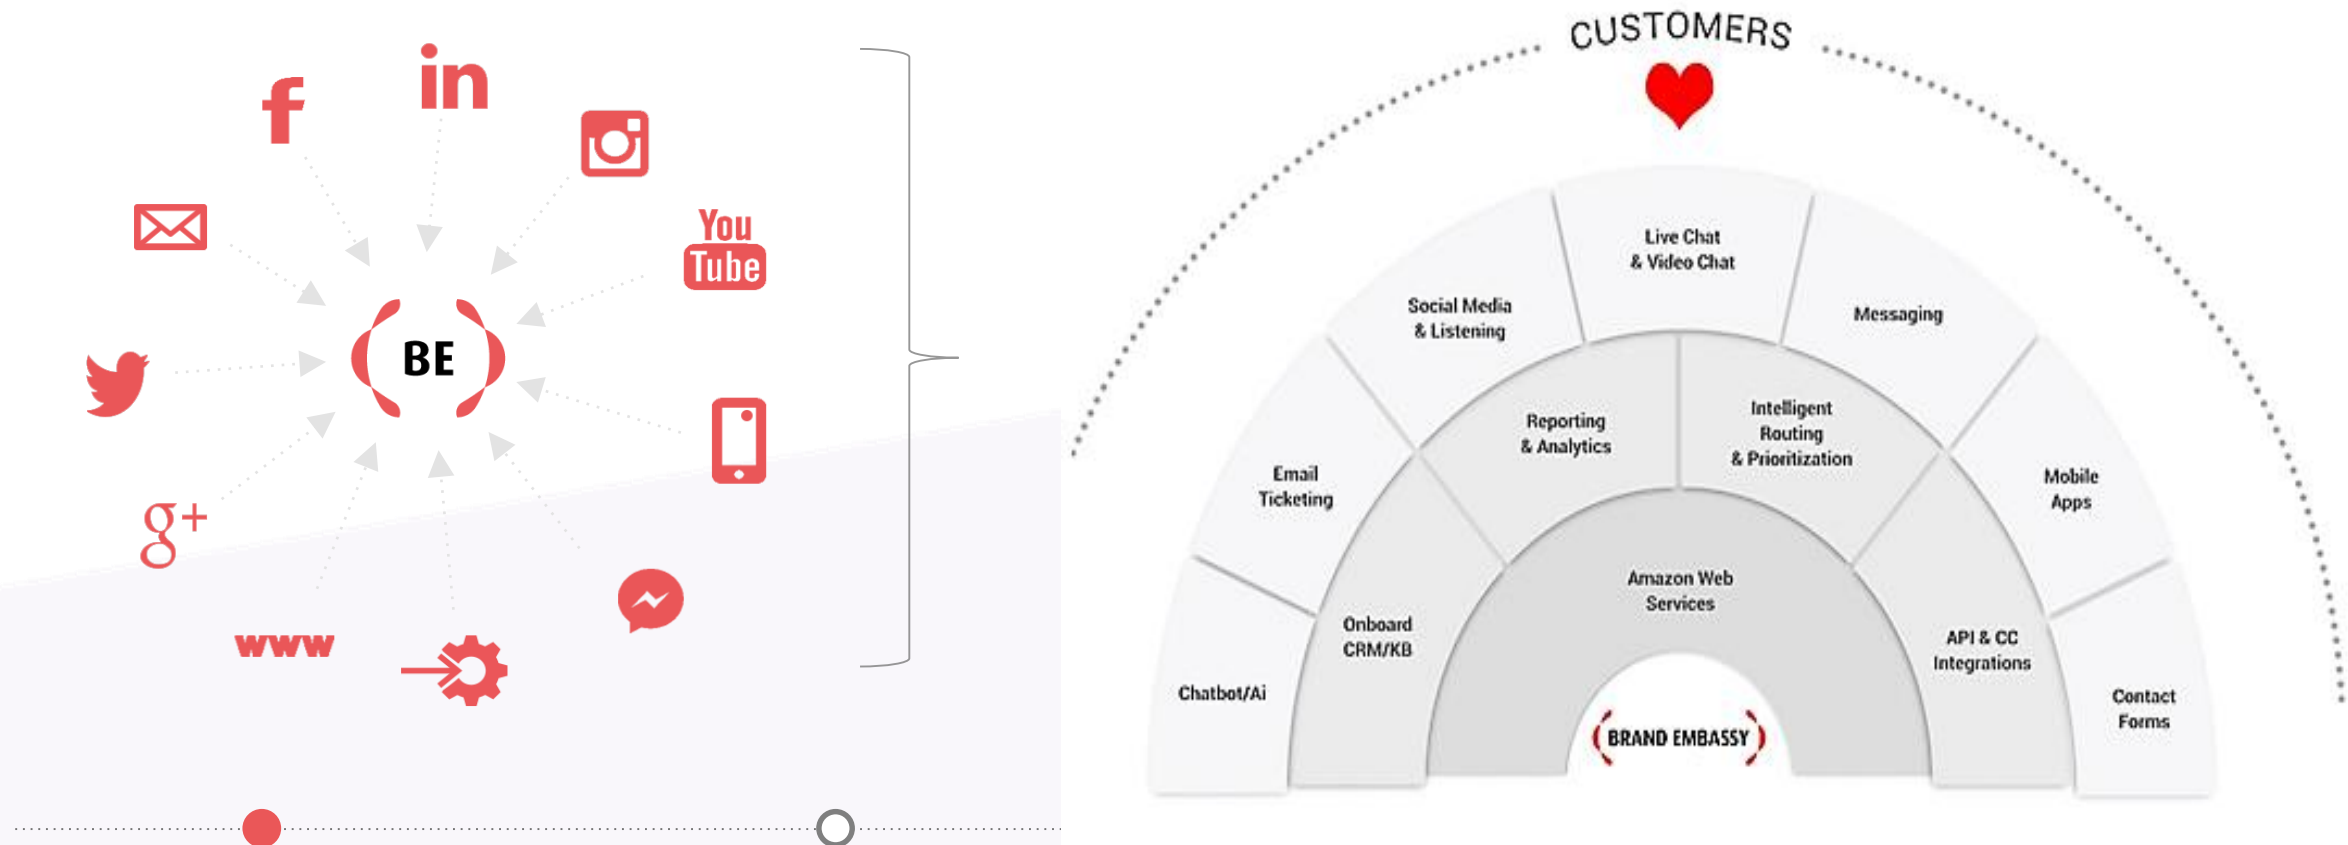 f
in
You
Tube
BE
g+
www
CUSTOMERS
Live Chat
& Video Chat
Social Media
& Listening
Messaging
Reporting
& Analytics
Intelligent
Routing
& Prioritization
Email
Ticketing
Mobile
Apps
Amazon Web
Services
Onboard
CRM/KB
API & CC
Integrations
Chatbot/Ai
Contact
Forms
BRAND EMBASSY